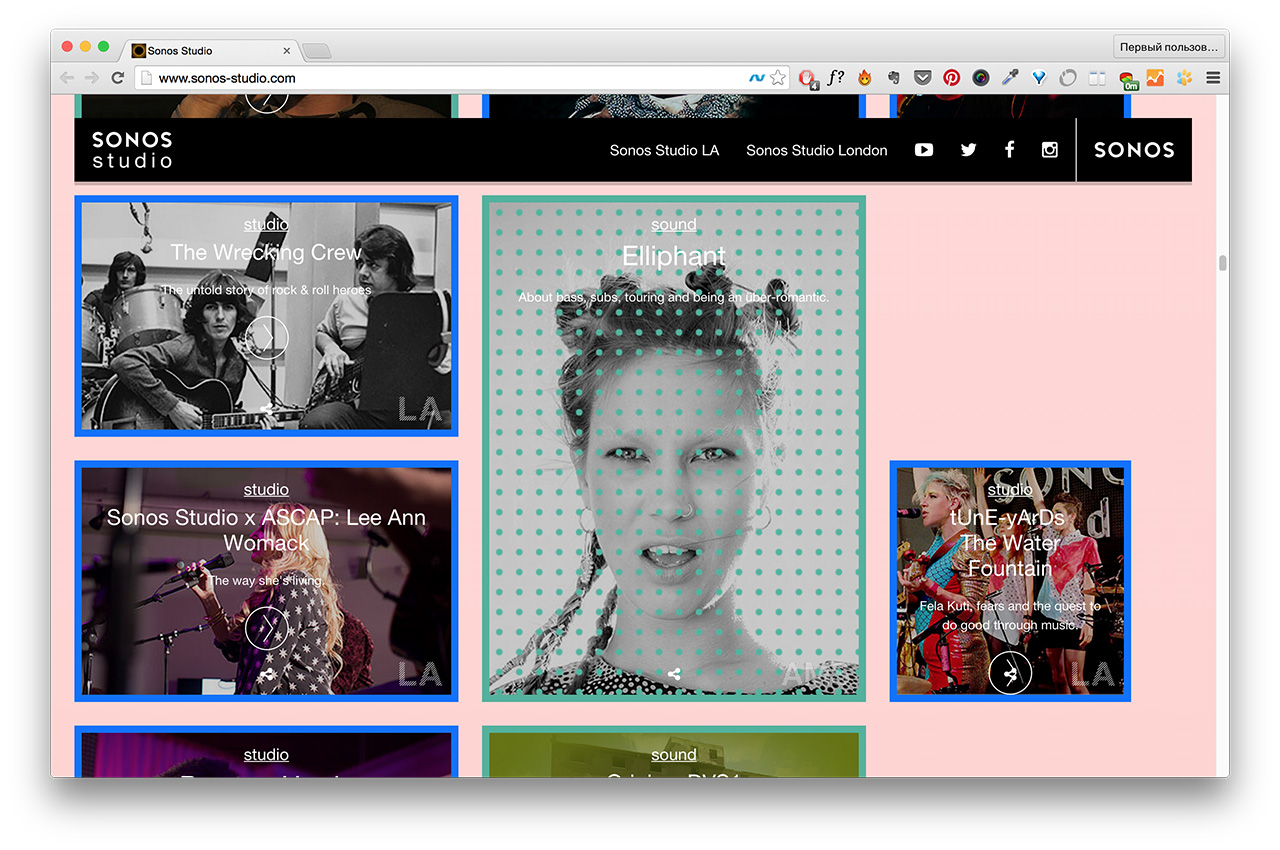 Sonos Studio
Первый пользов...
www.sonos-studio.com
f?
4
0m
SONOS
studio
Sonos Studio LA
Sonos Studio London
SONOS
studio
The Wrecking Crew
The untold story of rock & roll heroes
LA
sound
Elliphant
About bass, subs, touring and being an über-romantic.
AM
studio
Sonos Studio x ASCAP: Lee Ann
Womack
The way she's living.
LA
studio
tUnE-yArDs
The Water
Fountain
Fela Kuti, fears and the quest to
do good through music.
LA
studio
sound